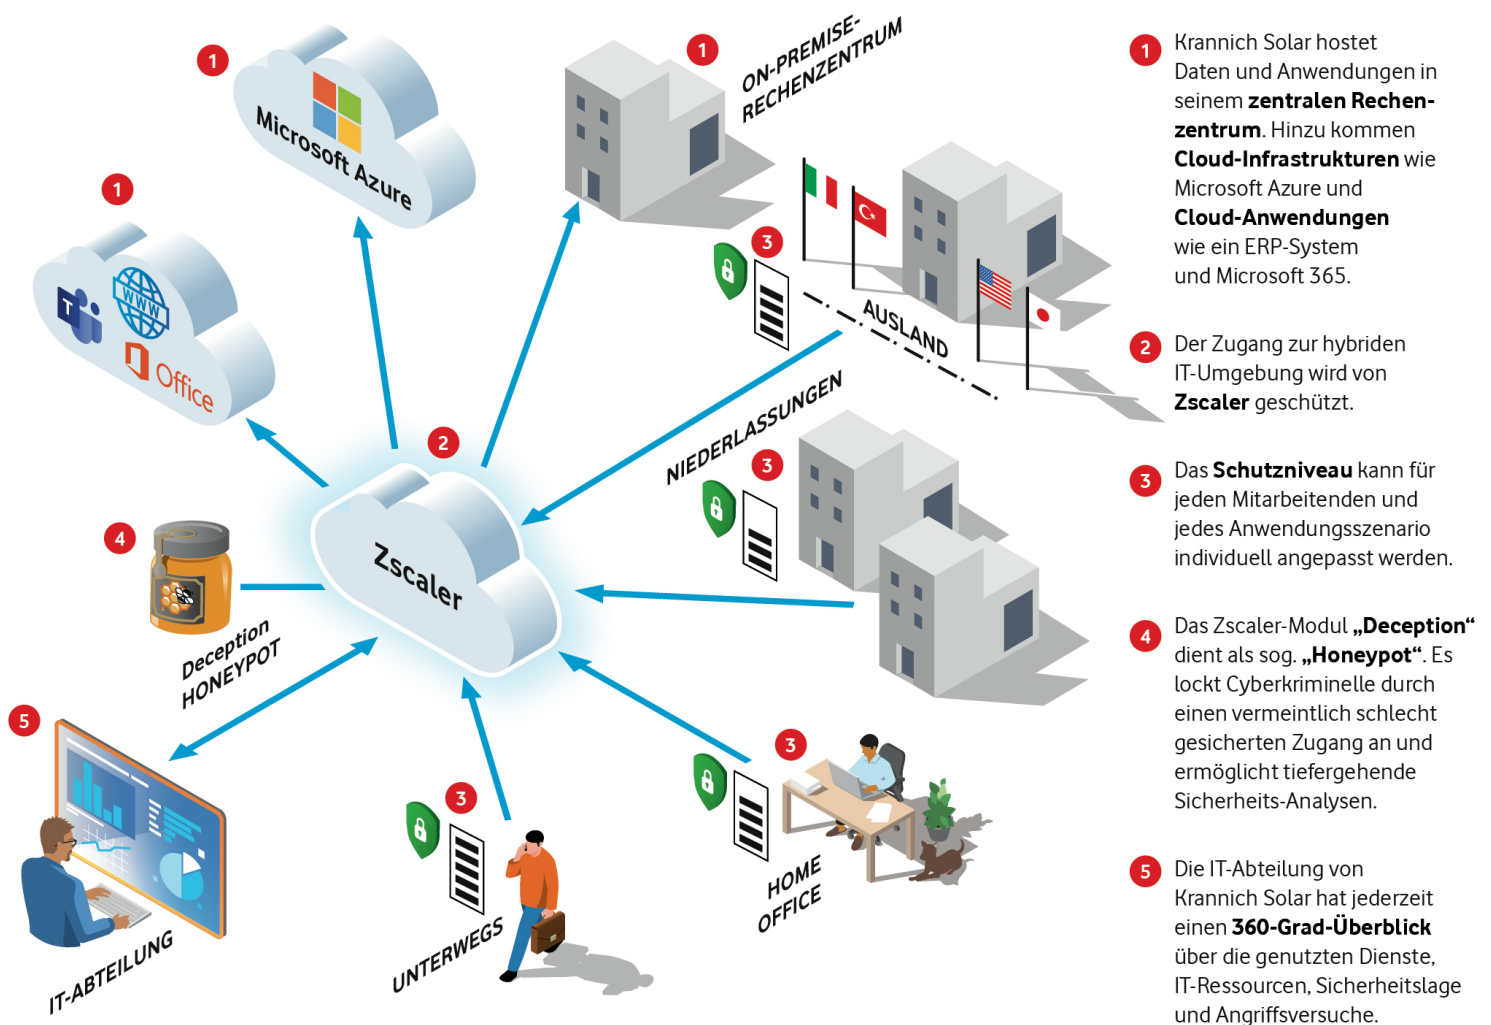 1
Microsoft Azure
1
ON-PREMISE-
RECHENZENTRUM
1
T
WWW
Office
3
AUSLAND
2
Zscaler
NIEDERLASSUNGEN
3
4
Deception
HONEYPOT
5
IT-ABTEILUNG
3
UNTERWEGS
3
HOME
OFFICE
1 Krannich Solar hostet
Daten und Anwendungen in
seinem zentralen Rechen-
zentrum. Hinzu kommen
Cloud-Infrastrukturen wie
Microsoft Azure und
Cloud-Anwendungen
wie ein ERP-System
und Microsoft 365.
2 Der Zugang zur hybriden
IT-Umgebung wird von
Zscaler geschützt.
3 Das Schutzniveau kann für
jeden Mitarbeitenden und
jedes Anwendungsszenario
individuell angepasst werden.
4 Das Zscaler-Modul „Deception“
dient als sog. „Honeypot“. Es
lockt Cyberkriminelle durch
einen vermeintlich schlecht
gesicherten Zugang an und
ermöglicht tiefergehende
Sicherheits-Analysen.
5 Die IT-Abteilung von
Krannich Solar hat jederzeit
einen 360-Grad-Überblick
über die genutzten Dienste,
IT-Ressourcen, Sicherheitslage
und Angriffsversuche.